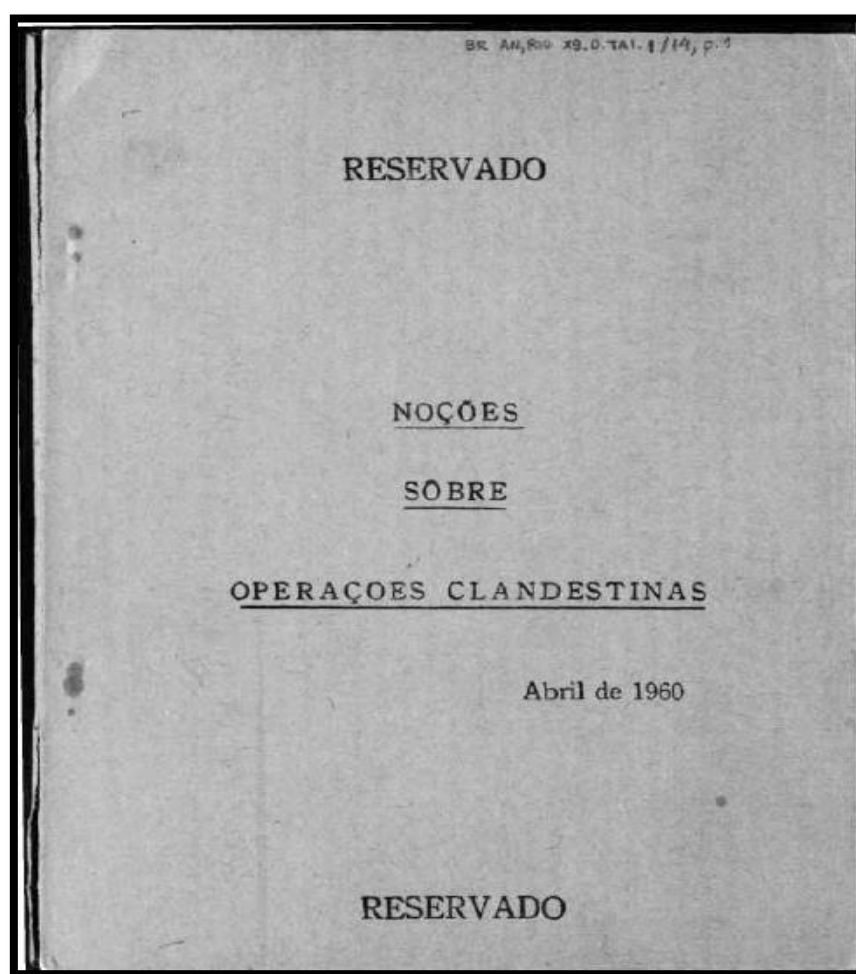 BR AN,RIO X9.0.TAI.1/14, p.1
RESERVADO
NOÇÕES
SÔBRE
OPERAÇOES CLANDESTINAS
Abril de 1960
RESERVADO